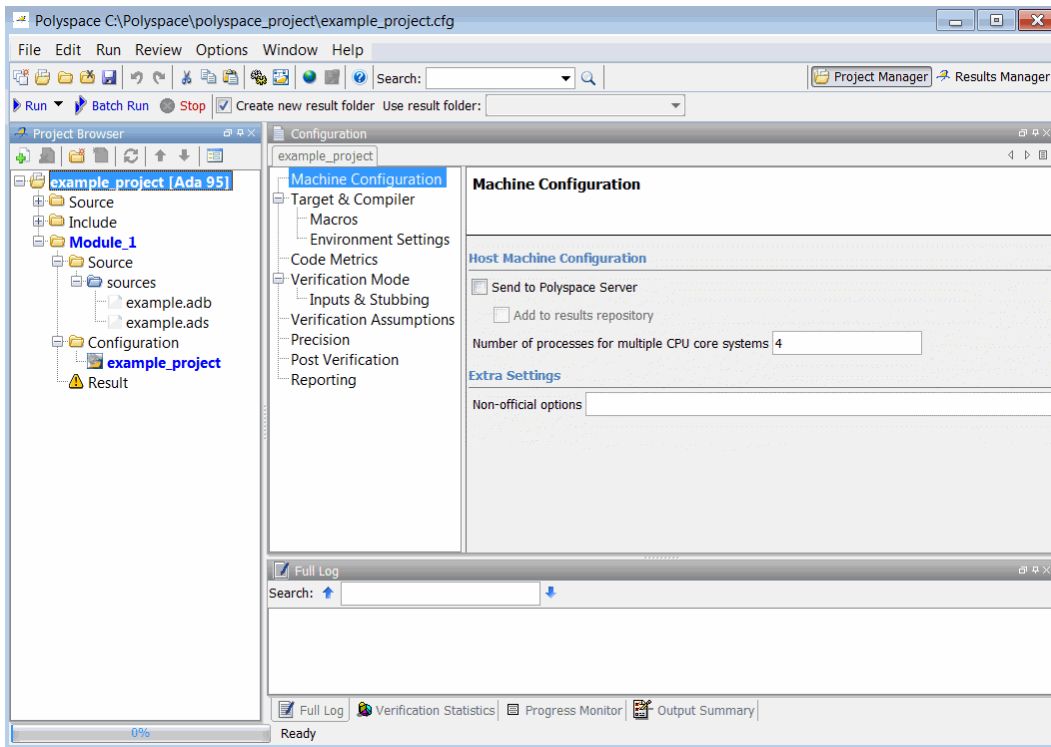 Polyspace C:\Polyspace\polyspace_project\example_project.cfg
File Edit Run Review Options Window Help
Search:
Project Manager Results Manager
Run Batch Run Stop Create new result folder Use result folder:
Project Browser
example_project [Ada 95]
Source
Include
Module_1
Source
sources
example.adb
example.ads
Configuration
example_project
Result
Configuration
example_project
Machine Configuration
Target & Compiler
Macros
Environment Settings
Code Metrics
Verification Mode
Inputs & Stubbing
Verification Assumptions
Precision
Post Verification
Reporting
Machine Configuration
Host Machine Configuration
Send to Polyspace Server
Add to results repository
Number of processes for multiple CPU core systems 4
Extra Settings
Non-official options
Full Log
Search:
Full Log Verification Statistics Progress Monitor Output Summary
0% Ready